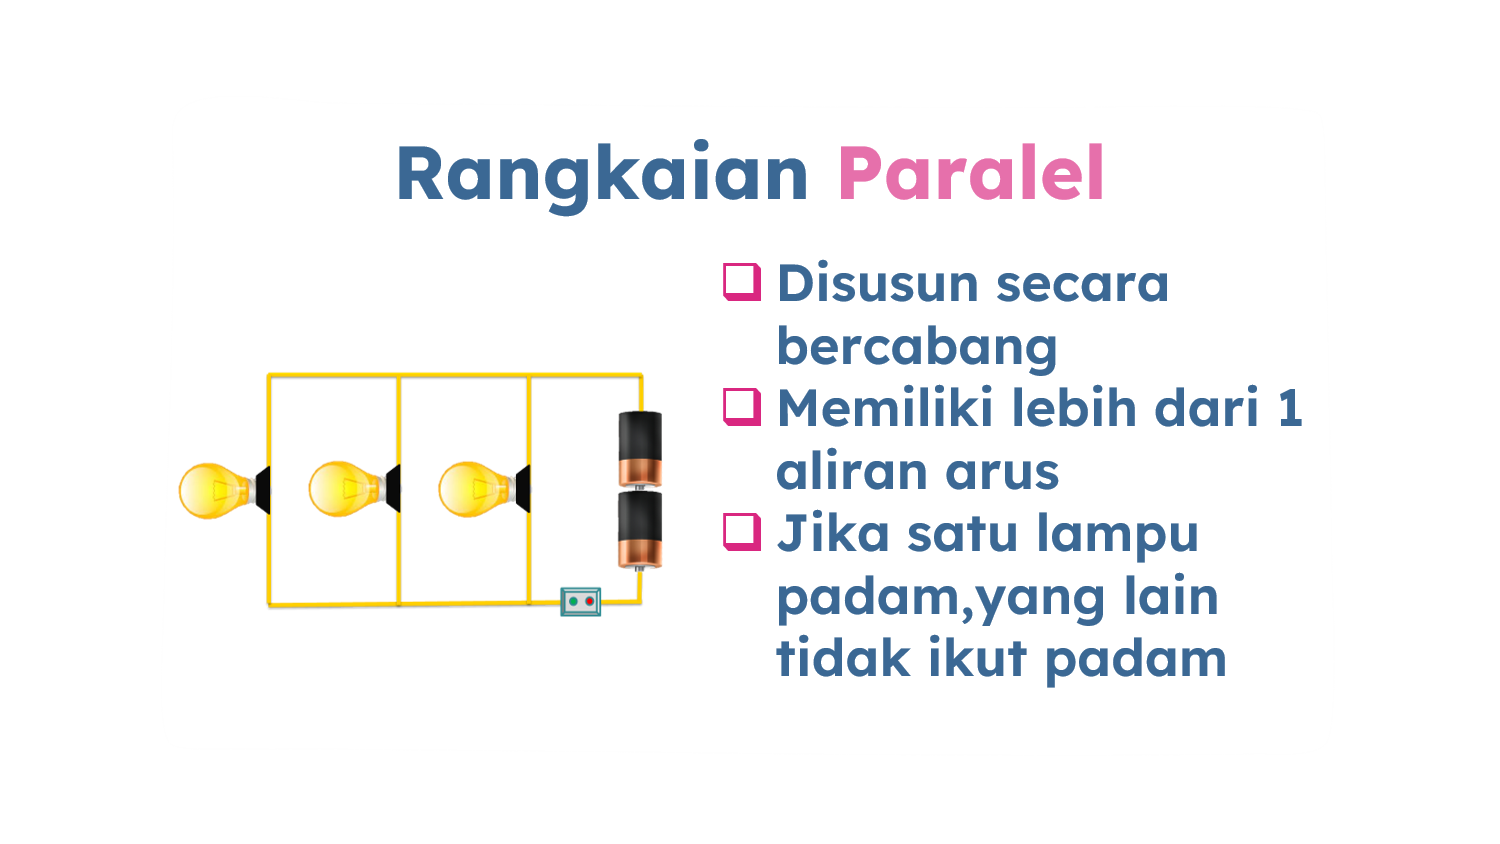 Rangkaian Paralel
Disusun secara
bercabang
Memiliki lebih dari 1
aliran arus
Jika satu lampu
padam,yang lain
tidak ikut padam